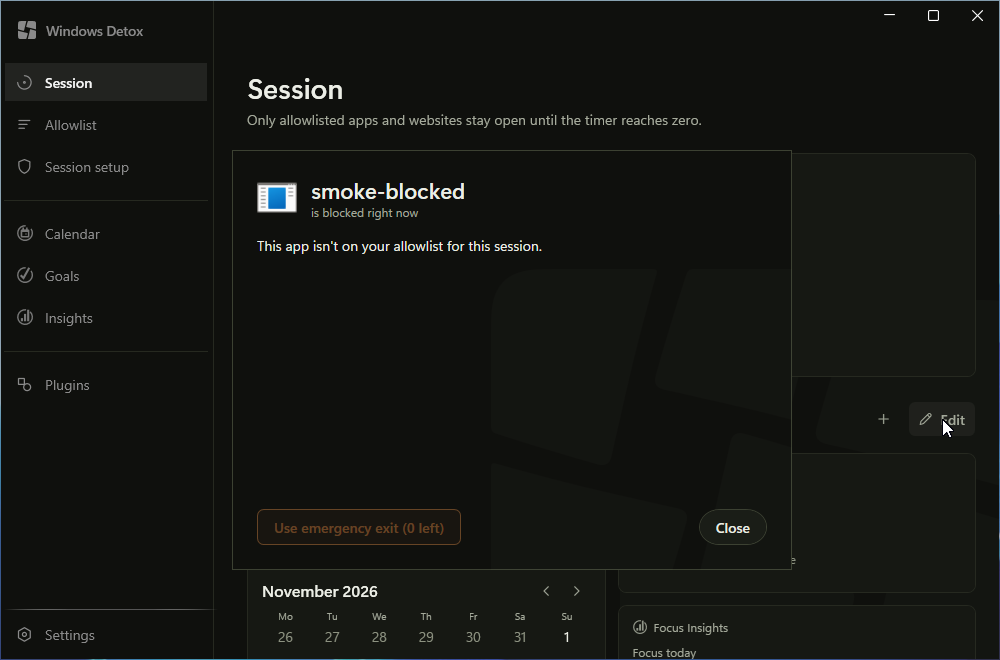 Windows Detox
Session
Allowlist
Session setup
Calendar
Goals
Insights
Plugins
Settings
Session
Only allowlisted apps and websites stay open until the timer reaches zero.
smoke-blocked
is blocked right now
This app isn't on your allowlist for this session.
Use emergency exit (0 left)
Close
Edit
November 2026
Mo Tu We Th Fr Sa Su
26 27 28 29 30 31 1
Focus Insights
Focus today